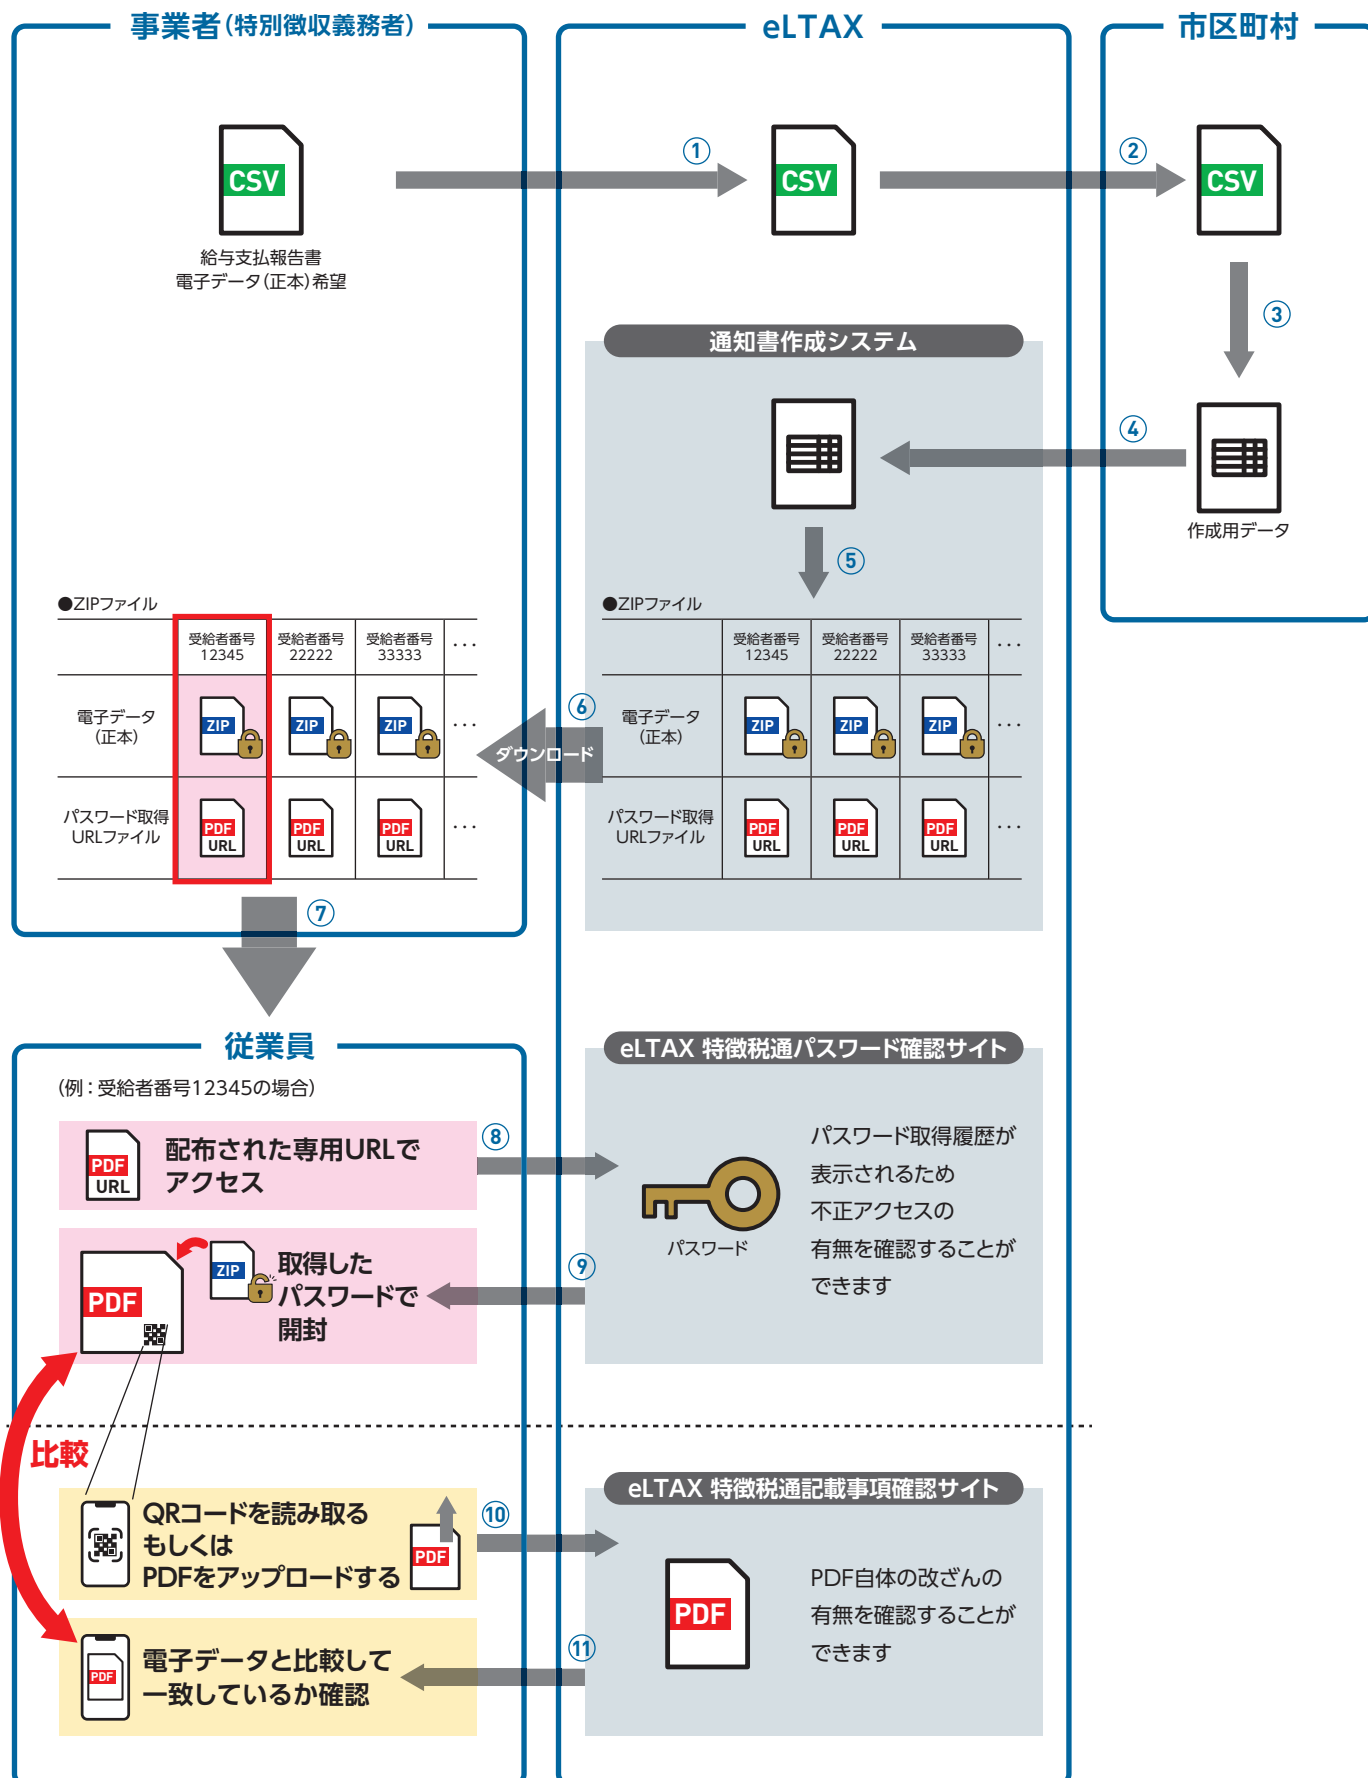 事業者(特別徴収義務者)
eLTAX
市区町村
CSV
給与支払報告書
電子データ(正本)希望
①
CSV
②
CSV
③
通知書作成システム
④
作成用データ
⑤
●ZIPファイル
受給者番号
12345
受給者番号
22222
受給者番号
33333
···
電子データ
(正本)
ZIP
ZIP
ZIP
···
パスワード取得
URLファイル
PDF
URL
PDF
URL
PDF
URL
···
⑥
ダウンロード
●ZIPファイル
受給者番号
12345
受給者番号
22222
受給者番号
33333
···
電子データ
(正本)
ZIP
ZIP
ZIP
···
パスワード取得
URLファイル
PDF
URL
PDF
URL
PDF
URL
···
⑦
従業員
(例：受給者番号12345の場合)
PDF
URL
配布された専用URLで
アクセス
⑧
eLTAX 特徴税通パスワード確認サイト
パスワード
パスワード取得履歴が
表示されるため
不正アクセスの
有無を確認することが
できます
PDF
ZIP
取得した
パスワードで
開封
⑨
比較
QRコードを読み取る
もしくは
PDFをアップロードする
PDF
⑩
eLTAX 特徴税通記載事項確認サイト
PDF
PDF自体の改ざんの
有無を確認することが
できます
PDF
電子データと比較して
一致しているか確認
⑪